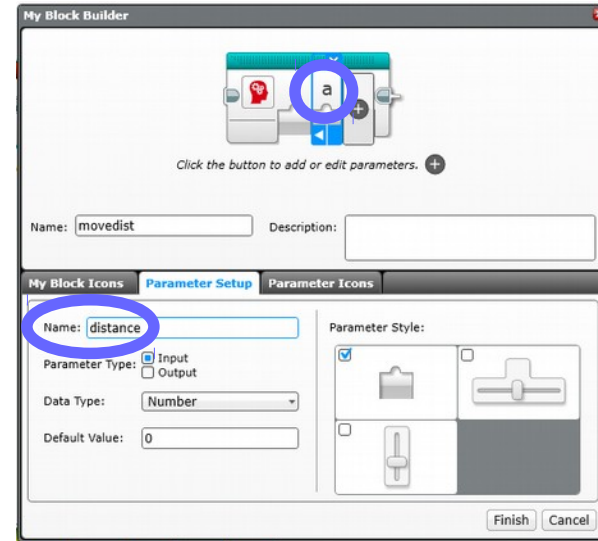 My Block Builder
a
Click the button to add or edit parameters.
Name: movedist Description:
My Block Icons Parameter Setup Parameter Icons
Name: distance Parameter Style:
Parameter Type: Input
Output
Data Type: Number
Default Value: 0
Finish Cancel